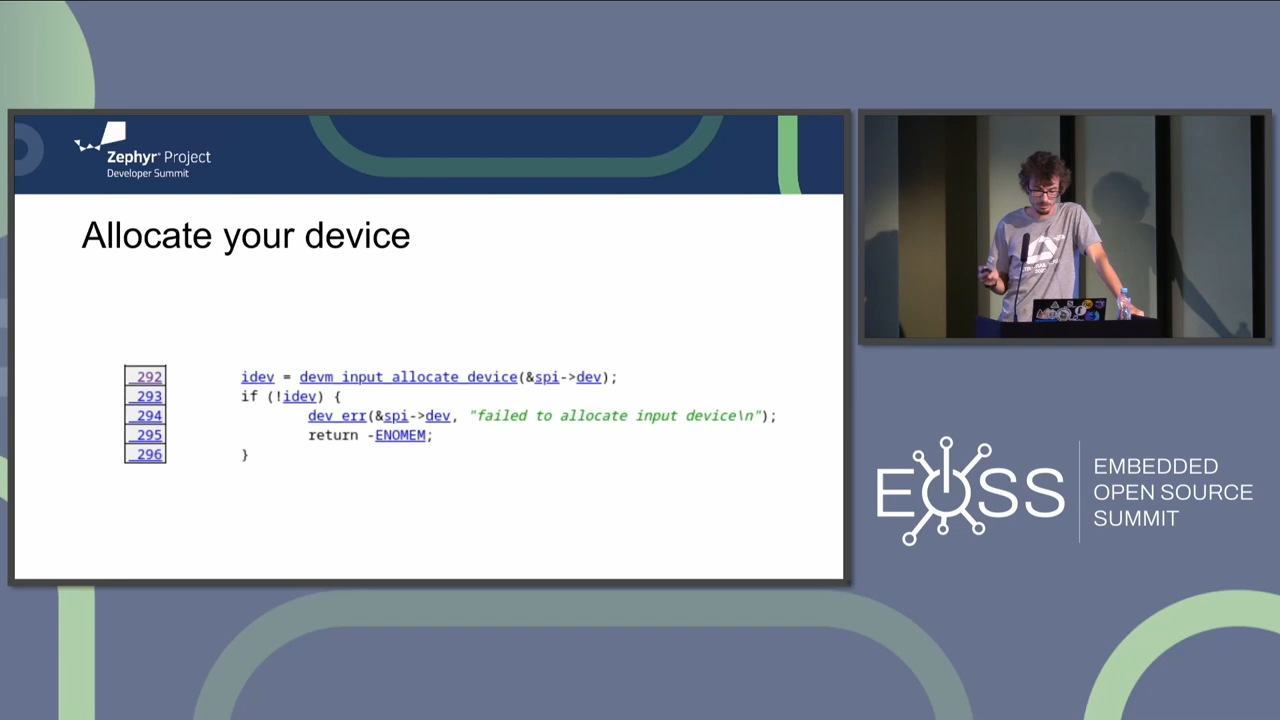 Zephyr® Project
Developer Summit
Allocate your device
292 idev = devm_input_allocate_device(&spi->dev);
293 if (!idev) {
294 dev_err(&spi->dev, "failed to allocate input device\n");
295 return -ENOMEM;
296 }
EOSS
EMBEDDED
OPEN SOURCE
SUMMIT